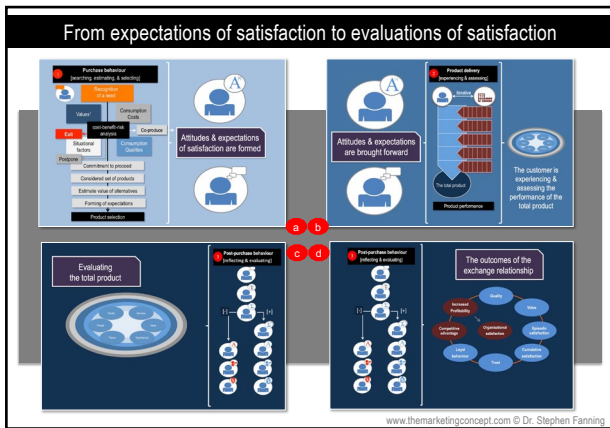 From expectations of satisfaction to evaluations of satisfaction
1
Purchase behaviour
[searching, estimating, & selecting]
Recognition
of a need
Values
Consumption
Costs
Exit
cost-benefit-risk
analysis
Co-produce
Situational
factors
Consumption
Qualities
Postpone
Commitment to proceed
Considered set of products
Estimate value of alternatives
Forming of expectations
Product selection
A
Attitudes & expectations
of satisfaction are formed
A
Attitudes & expectations
are brought forward
2
Product delivery
[experiencing & assessing]
iterative
The total product
Product performance
The customer is
experiencing &
assessing the
performance of the
total product
a
b
c
d
Evaluating
the total product
3
Post-purchase behaviour
[reflecting & evaluating]
[-]
[+]
3
Post-purchase behaviour
[reflecting & evaluating]
[-]
[+]
The outcomes of the
exchange relationship
Quality
Increased
Profitability
Value
Competitive
advantage
Organisational
satisfaction
Episodic
satisfaction
Loyal
behaviour
Cumulative
satisfaction
Trust
www.themarketingconcept.com © Dr. Stephen Fanning